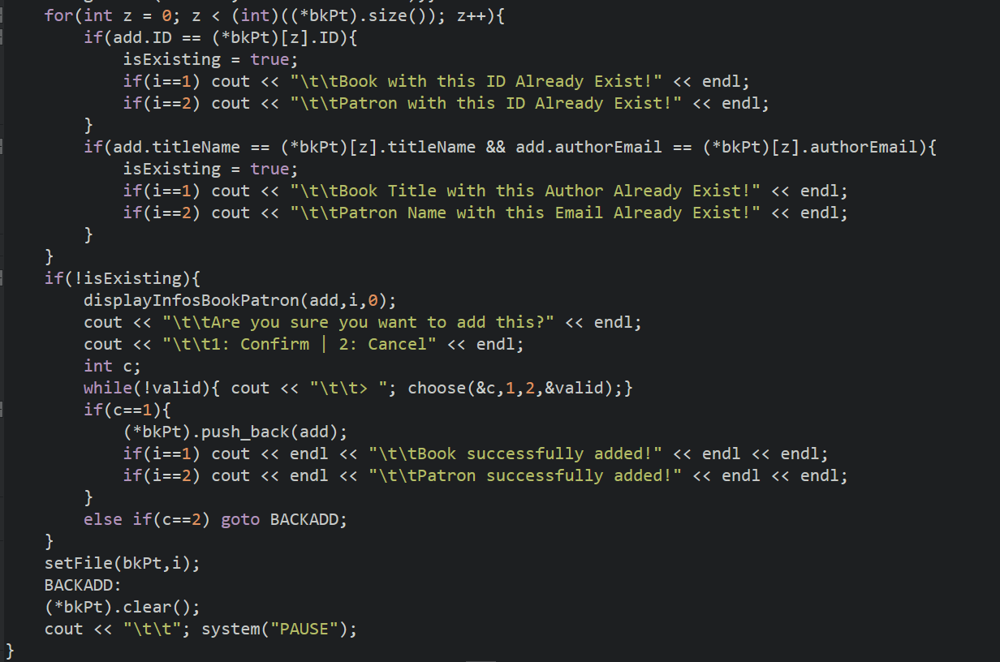 for(int z = 0; z < (int)((*bkPt).size()); z++){
if(add.ID == (*bkPt)[z].ID){
isExisting = true;
if(i==1) cout << "\t\tBook with this ID Already Exist!" << endl;
if(i==2) cout << "\t\tPatron with this ID Already Exist!" << endl;
}
if(add.titleName == (*bkPt)[z].titleName && add.authorEmail == (*bkPt)[z].authorEmail){
isExisting = true;
if(i==1) cout << "\t\tBook Title with this Author Already Exist!" << endl;
if(i==2) cout << "\t\tPatron Name with this Email Already Exist!" << endl;
}
}
if(!isExisting){
displayInfosBookPatron(add,i,0);
cout << "\t\tAre you sure you want to add this?" << endl;
cout << "\t\t1: Confirm | 2: Cancel" << endl;
int c;
while(!valid){ cout << "\t\t> "; choose(&c,1,2,&valid);}
if(c==1){
(*bkPt).push_back(add);
if(i==1) cout << endl << "\t\tBook successfully added!" << endl << endl;
if(i==2) cout << endl << "\t\tPatron successfully added!" << endl << endl;
}
else if(c==2) goto BACKADD;
}
setFile(bkPt,i);
BACKADD:
(*bkPt).clear();
cout << "\t\t"; system("PAUSE");
}